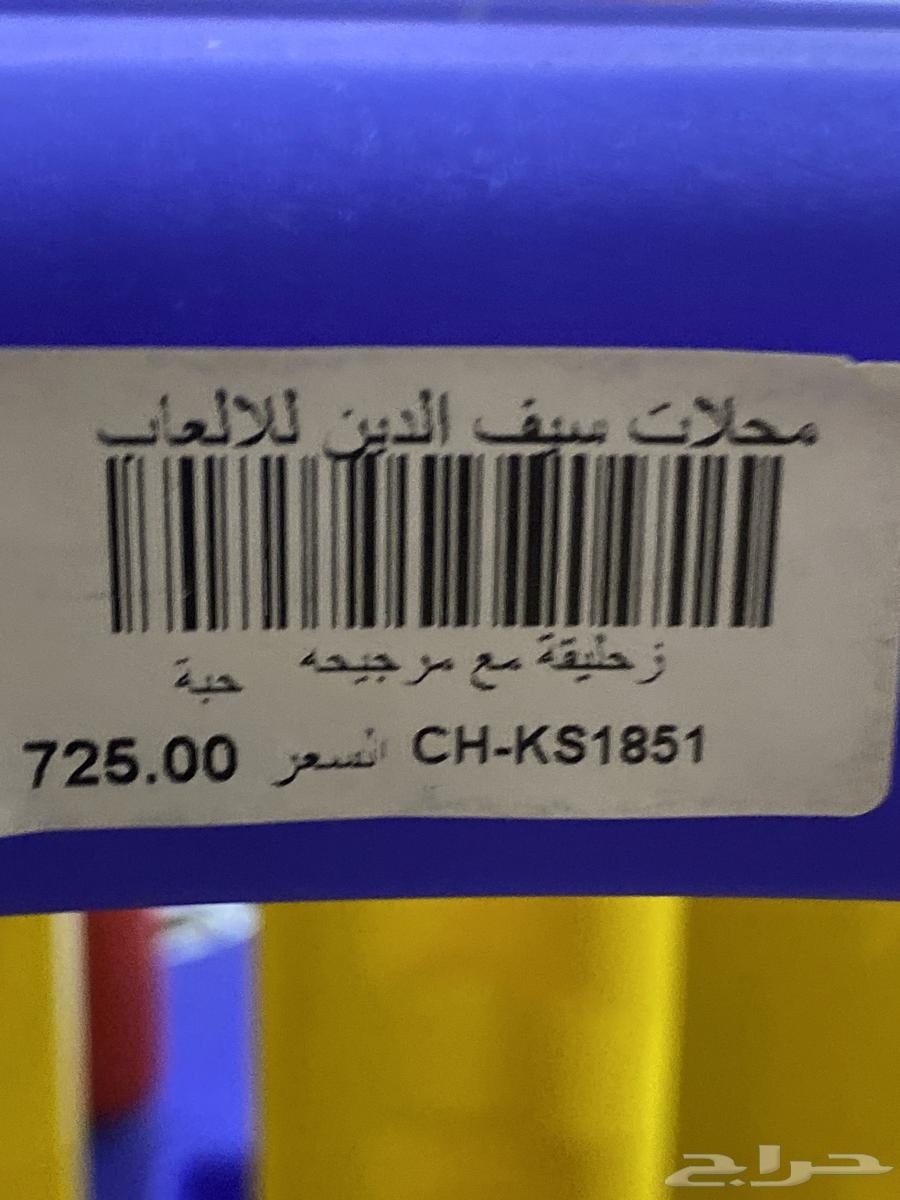 محلات سيف الدين للالعاب
زحليقة مع مرجيحه حبة
CH-KS1851 السعر 725.00
حراج